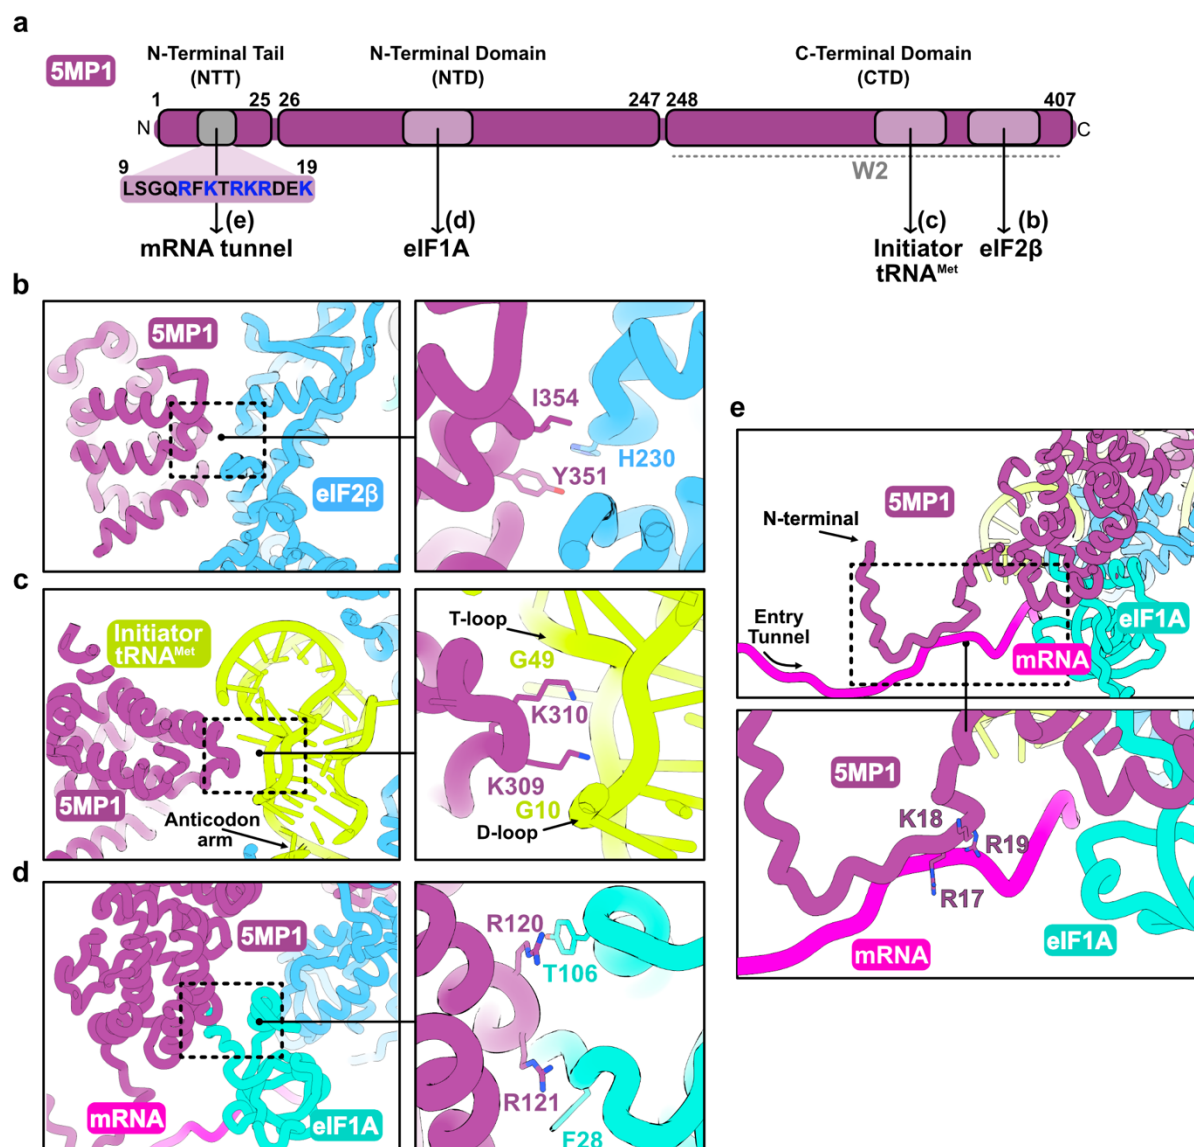 a
5MP1
N-Terminal Tail
(NTT)
N-Terminal Domain
(NTD)
C-Terminal Domain
(CTD)
1
25
26
247
248
407
N
C
W2
9
19
LSGQRFKTRKRDEK
(e)
mRNA tunnel
(d)
eIF1A
(c)
Initiator
tRNAMet
(b)
eIF2β
b
5MP1
eIF2β
I354
H230
Y351
c
Initiator
tRNAMet
5MP1
Anticodon
arm
T-loop
G49
K310
K309
G10
D-loop
d
5MP1
mRNA
eIF1A
R120
T106
R121
F28
e
5MP1
N-terminal
Entry
Tunnel
eIF1A
mRNA
5MP1
K18
R19
R17
mRNA
eIF1A